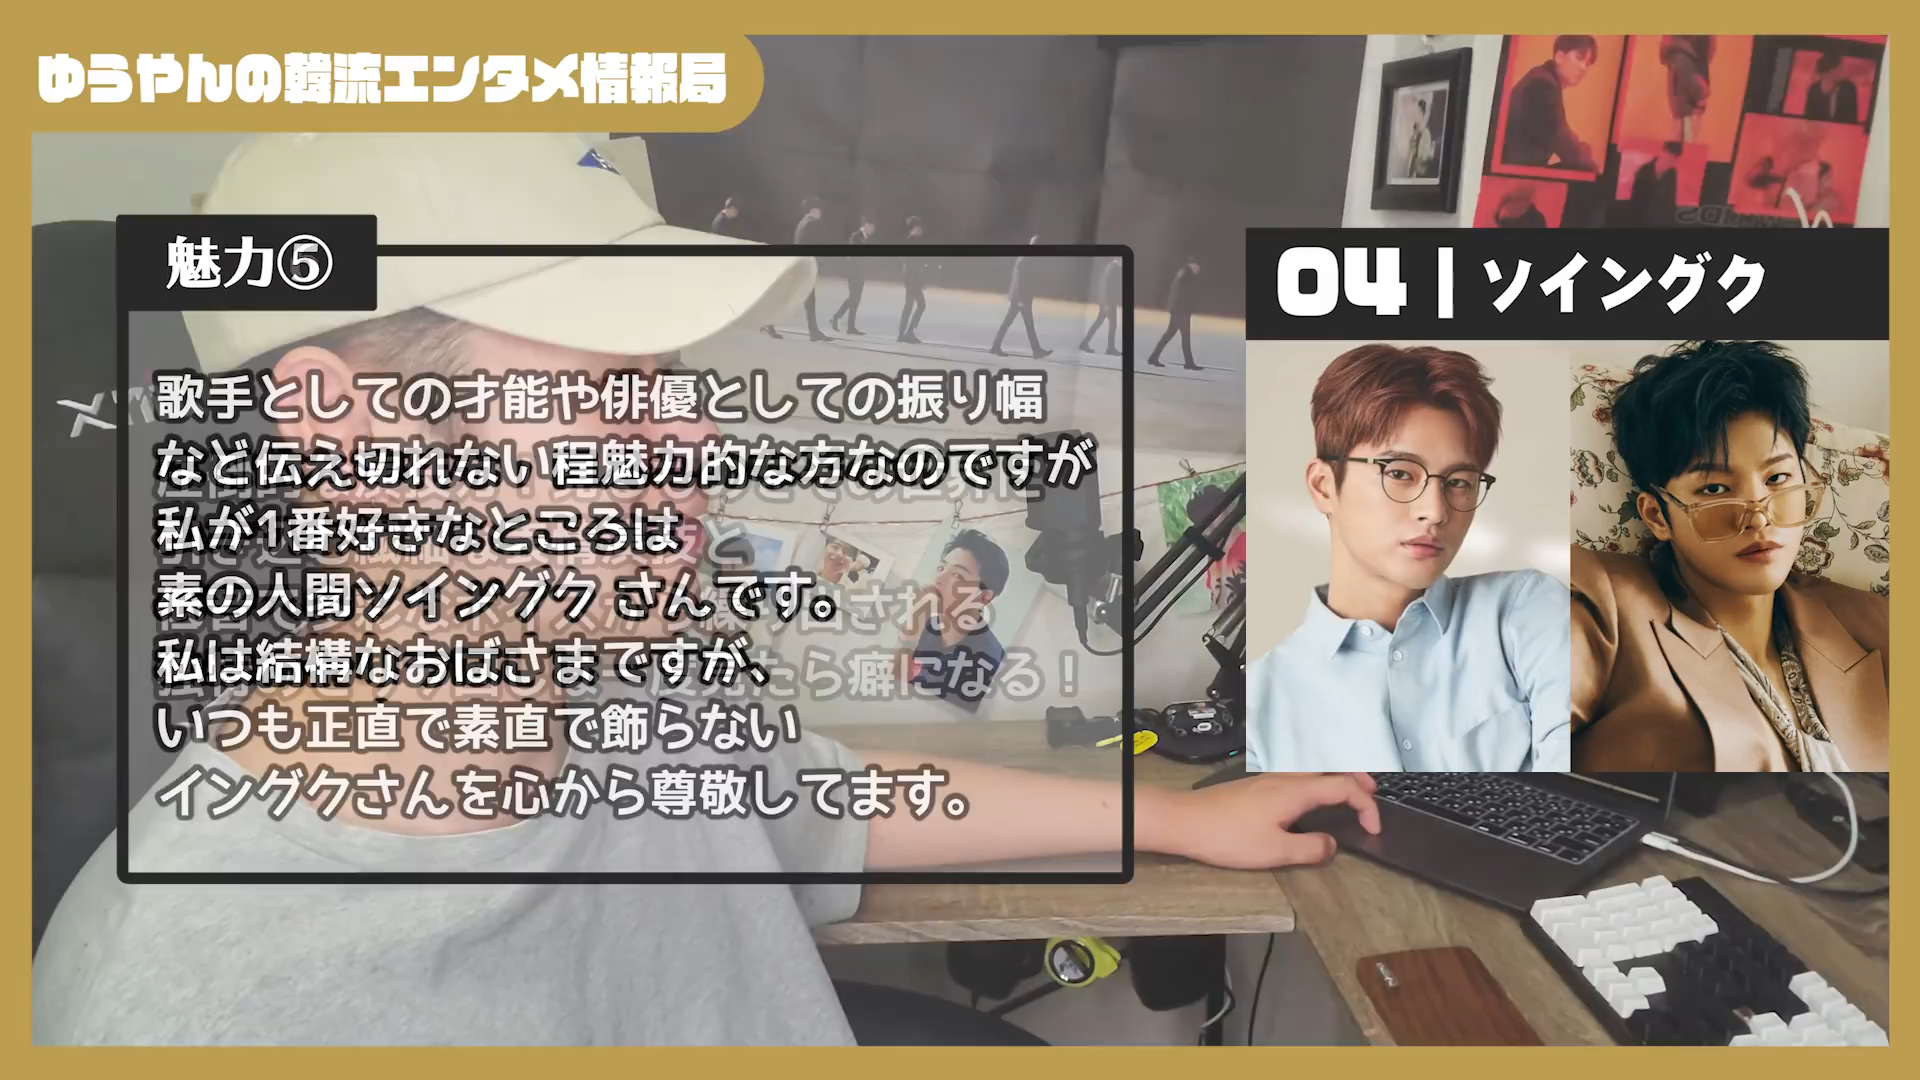 ゆうやんの韓流エンタメ情報局
魅力⑤
歌手としての才能や俳優としての振り幅
など伝え切れない程魅力的な方なのですが
私が1番好きなところは
素の人間ソイングク さんです。
私は結構なおばさまですが、
いつも正直で素直で飾らない
イングクさんを心から尊敬してます。
04 | ソイングク